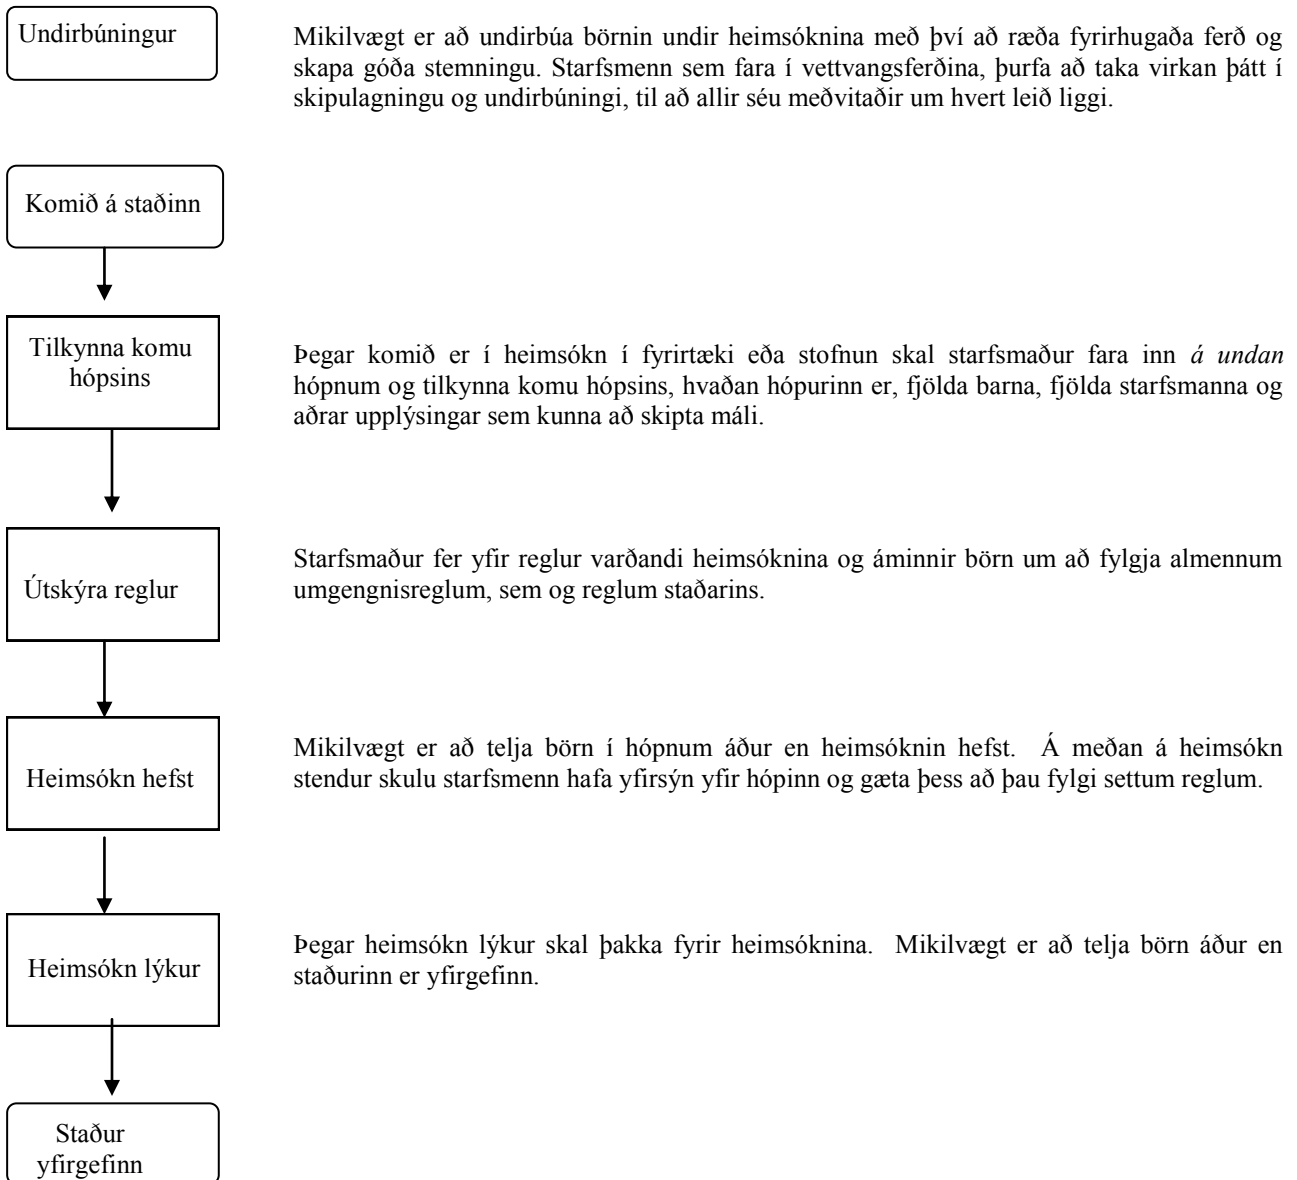 Undirbúningur
Mikilvægt er að undirbúa börnin undir heimsóknina með því að ræða fyrirhugaða ferð og
skapa góða stemningu. Starfsmenn sem fara í vettvangsferðina, þurfa að taka virkan þátt í
skipulagningu og undirbúningi, til að allir séu meðvitaðir um hvert leið liggi.
Komið á staðinn
Tilkynna komu
hópsins
Þegar komið er í heimsókn í fyrirtæki eða stofnun skal starfsmaður fara inn á undan
hópnum og tilkynna komu hópsins, hvaðan hópurinn er, fjölda barna, fjölda starfsmanna og
aðrar upplýsingar sem kunna að skipta máli.
Útskýra reglur
Starfsmaður fer yfir reglur varðandi heimsóknina og áminnir börn um að fylgja almennum
umgengnisreglum, sem og reglum staðarins.
Heimsókn hefst
Mikilvægt er að telja börn í hópnum áður en heimsóknin hefst. Á meðan á heimsókn
stendur skulu starfsmenn hafa yfirsýn yfir hópinn og gæta þess að þau fylgi settum reglum.
Heimsókn lýkur
Þegar heimsókn lýkur skal þakka fyrir heimsóknina. Mikilvægt er að telja börn áður en
staðurinn er yfirgefinn.
Staður
yfirgefinn